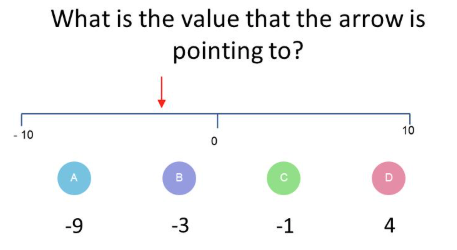 What is the value that the arrow is
pointing to?
- 10
0
10
A
B
C
D
-9
-3
-1
4